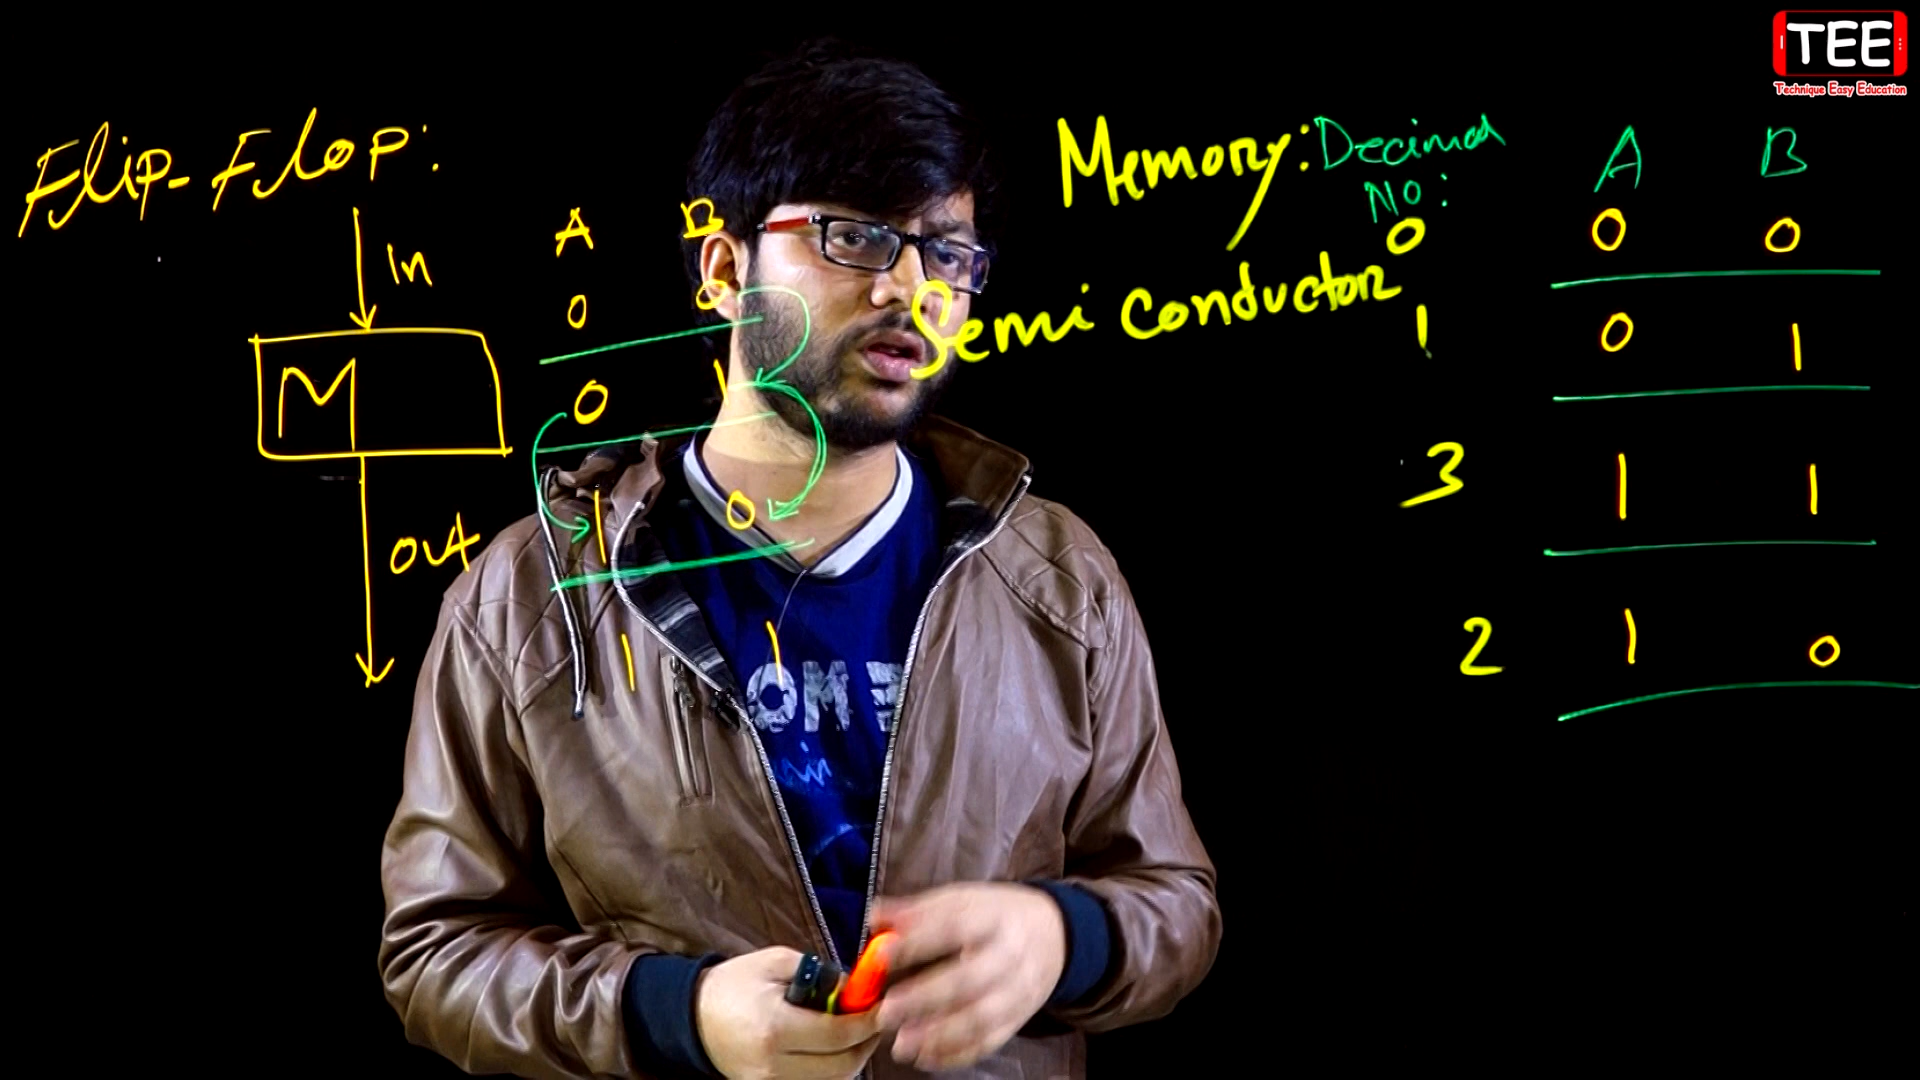 TEE
Technique Easy Education
Flip-Flop:
In
M
out
A B
0 0
0 1
1 0
1 1
Memory:
Semi conductor
Decimal No: A B
0 0 0
1 0 1
3 1 1
2 1 0
OM